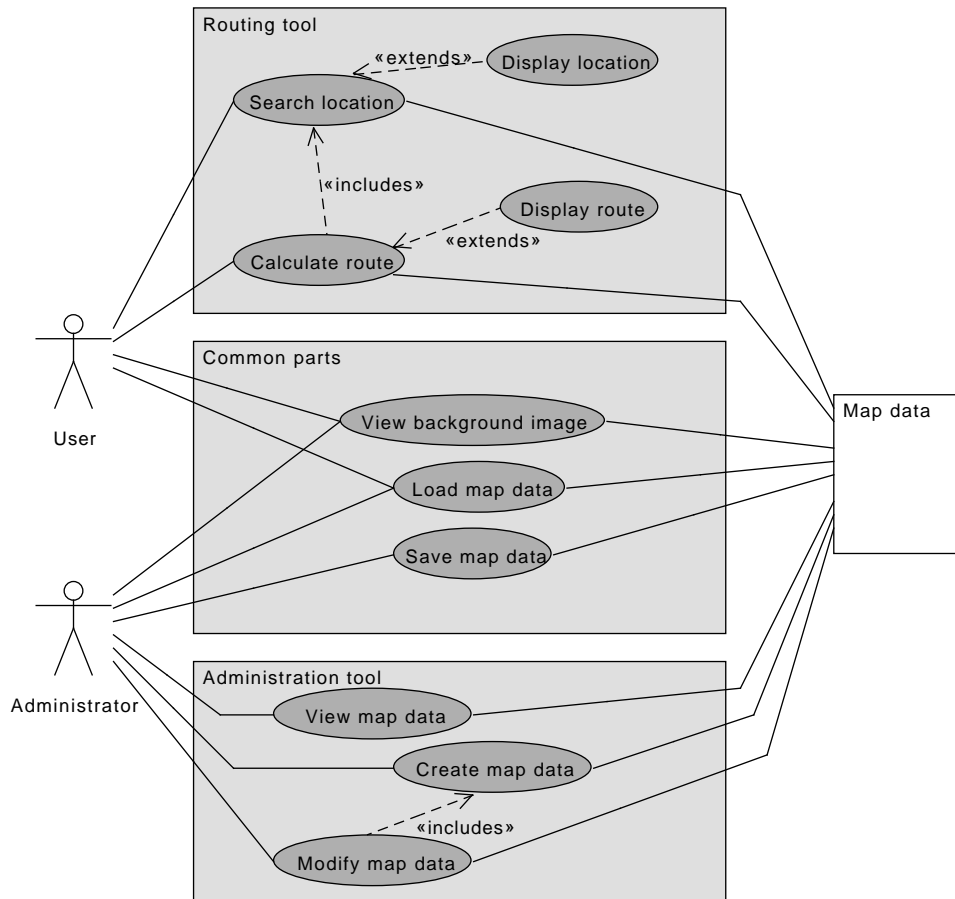 Routing tool
«extends»
Display location
Search location
«includes»
Display route
«extends»
Calculate route
User
Common parts
View background image
Map data
Load map data
Save map data
Administrator
Administration tool
View map data
Create map data
«includes»
Modify map data